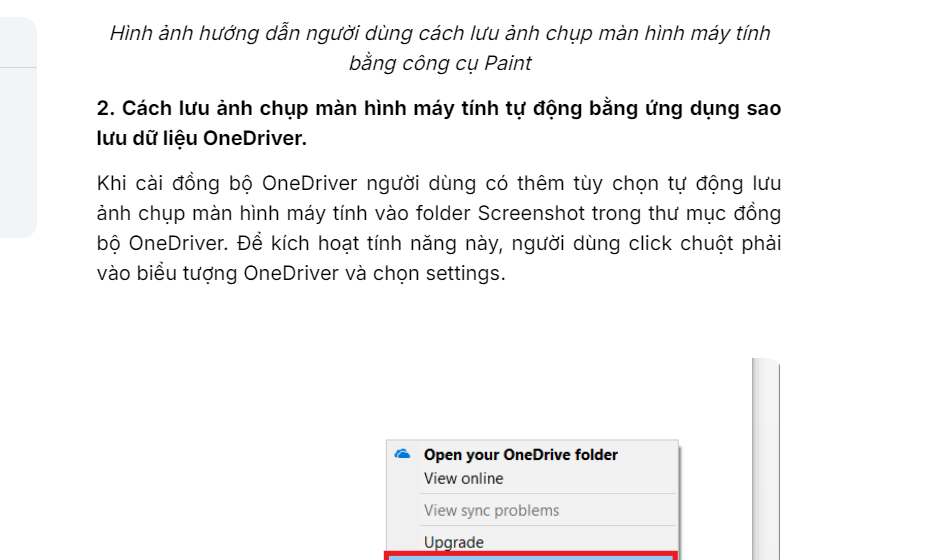 Hình ảnh hướng dẫn người dùng cách lưu ảnh chụp màn hình máy tính
bằng công cụ Paint
2. Cách lưu ảnh chụp màn hình máy tính tự động bằng ứng dụng sao
lưu dữ liệu OneDriver.
Khi cài đồng bộ OneDriver người dùng có thêm tùy chọn tự động lưu
ảnh chụp màn hình máy tính vào folder Screenshot trong thư mục đồng
bộ OneDriver. Để kích hoạt tính năng này, người dùng click chuột phải
vào biểu tượng OneDriver và chọn settings.
Open your OneDrive folder
View online
View sync problems
Upgrade